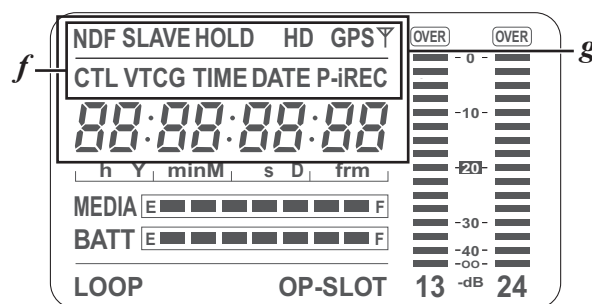 NDF SLAVE HOLD HD GPS
CTL VTCG TIME DATE P-iREC
88:88:88:88
h Y minM s D frm
MEDIA E F
BATT E F
LOOP OP-SLOT
f
g
OVER OVER
- 0 -
-10-
-20-
-30-
-40-
-∞-
13 -dB 24